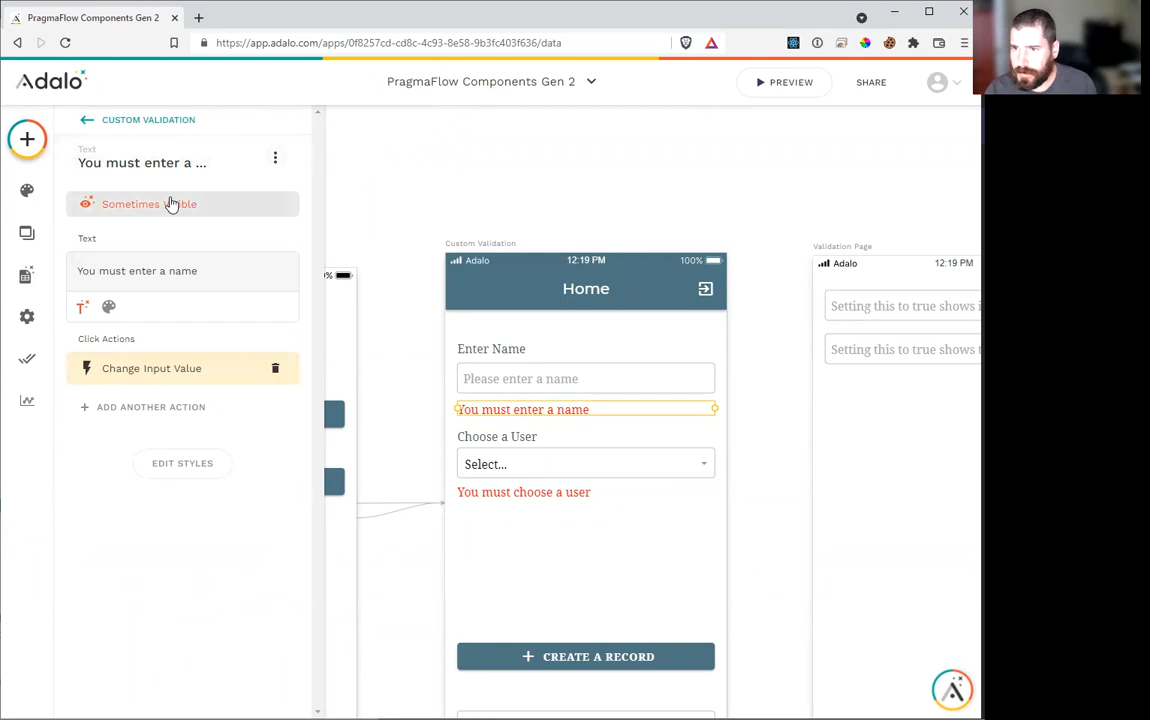 PragmaFlow Components Gen 2
https://app.adalo.com/apps/0f8257cd-cd8c-4c93-8e58-9b3fc403f636/data
Adalo
PragmaFlow Components Gen 2
PREVIEW
SHARE
CUSTOM VALIDATION
Text
You must enter a ...
Sometimes
Text
You must enter a name
Click Actions
Change Input Value
+ ADD ANOTHER ACTION
EDIT STYLES
Custom Validation
Adalo 12:19 PM 100%
Home
Enter Name
Please enter a name
You must enter a name
Choose a User
Select...
You must choose a user
+ CREATE A RECORD
Validation Page
Adalo 12:19 PM
Setting this to true shows i
Setting this to true shows t
%